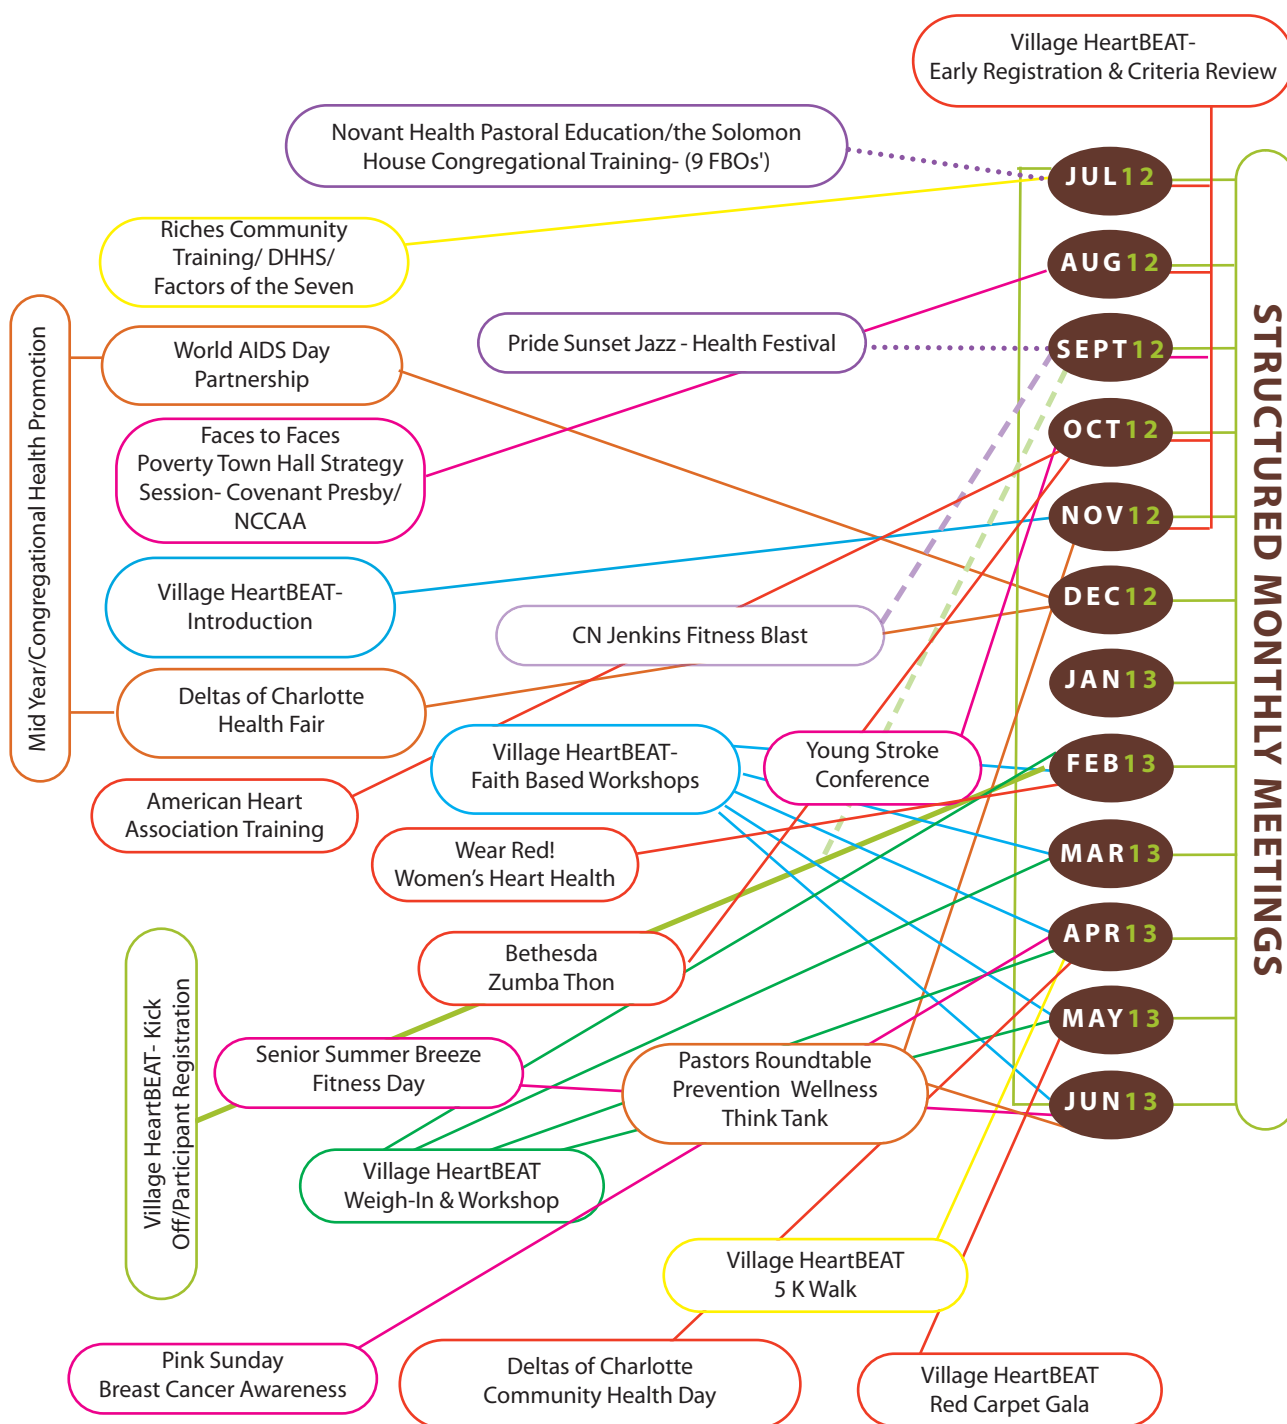 Village HeartBEAT-
Early Registration & Criteria Review
Novant Health Pastoral Education/the Solomon
House Congregational Training- (9 FBOs')
JUL12
Riches Community
Training/ DHHS/
Factors of the Seven
AUG12
Mid Year/Congregational Health Promotion
World AIDS Day
Partnership
Pride Sunset Jazz - Health Festival
SEPT12
STRUCTURED MONTHLY MEETINGS
Faces to Faces
Poverty Town Hall Strategy
Session- Covenant Presby/
NCCAA
OCT12
NOV12
Village HeartBEAT-
Introduction
DEC12
CN Jenkins Fitness Blast
JAN13
Deltas of Charlotte
Health Fair
Village HeartBEAT-
Faith Based Workshops
Young Stroke
Conference
FEB13
American Heart
Association Training
Wear Red!
Women’s Heart Health
MAR13
Village HeartBEAT- Kick
Off/Participant Registration
Bethesda
Zumba Thon
APR13
MAY13
Senior Summer Breeze
Fitness Day
Pastors Roundtable
Prevention  Wellness
Think Tank
JUN13
Village HeartBEAT
Weigh-In & Workshop
Village HeartBEAT
5 K Walk
Pink Sunday
Breast Cancer Awareness
Deltas of Charlotte
Community Health Day
Village HeartBEAT
Red Carpet Gala